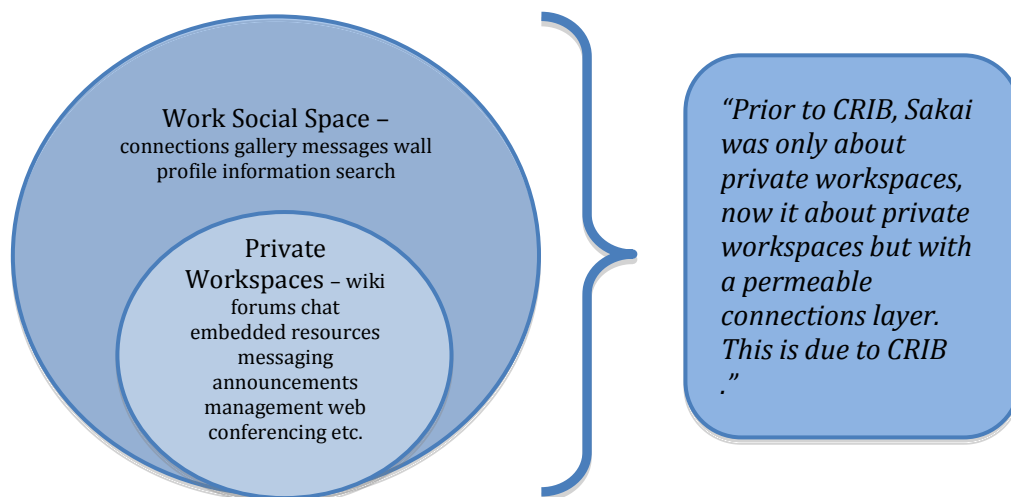 Work Social Space –
connections gallery messages wall
profile information search
Private
Workspaces – wiki
forums chat
embedded resources
messaging
announcements
management web
conferencing etc.
“Prior to CRIB, Sakai
was only about
private workspaces,
now it about private
workspaces but with
a permeable
connections layer.
This is due to CRIB
.”